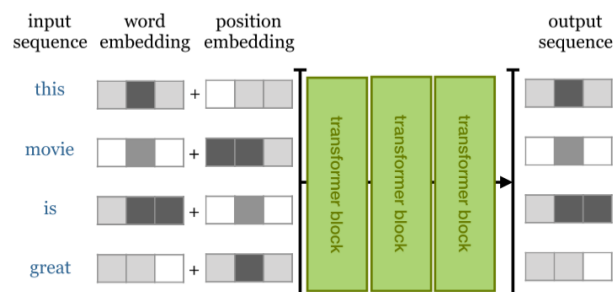 input sequence
word embedding
position embedding
output sequence
this
+
movie
+
is
+
great
+
transformer block
transformer block
transformer block